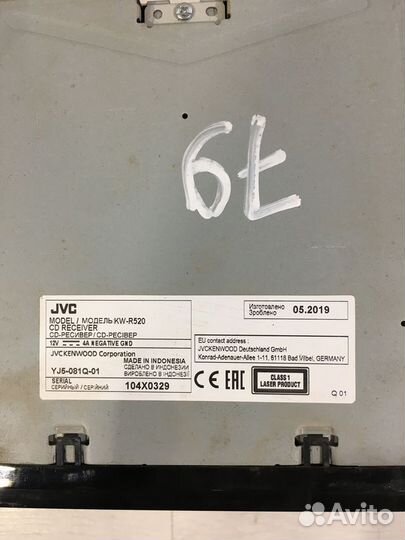 79
JVC
MODEL / МОДЕЛЬ KW-R520
CD RECEIVER
CD-РЕСИВЕР/CD-РЕСІВЕР
12V 4A NEGATIVE GND
JVCKENWOOD Corporation
YJ5-081Q-01
MADE IN INDONESIA
СДЕЛАНО В ИНДОНЕЗИИ
ВИРОБЛЕНО В ІНДОНЕЗІЇ
SERIAL
СЕРИЙНЫЙ/СЕРІЙНИЙ
104X0329
Изготовлено
Зроблено
05.2019
EU contact address :
JVCKENWOOD Deutschland GmbH
Konrad-Adenauer-Allee 1-11, 61118 Bad Vilbel, GERMANY
CE EAC
CLASS 1
LASER PRODUCT
Q 01
Avito